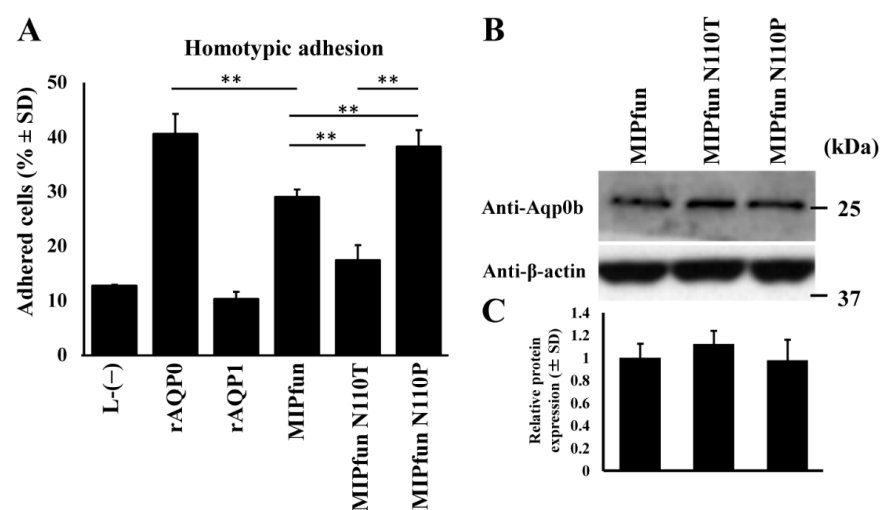 A
Homotypic adhesion
Adhered cells (% ± SD)
50
40
30
20
10
0
**
**
**
**
L-(−)
rAQP0
rAQP1
MIPfun
MIPfun N110T
MIPfun N110P
B
MIPfun
MIPfun N110T
MIPfun N110P
(kDa)
Anti-Aqp0b
25
Anti-β-actin
37
C
Relative protein
expression (± SD)
1.4
1.2
1
0.8
0.6
0.4
0.2
0